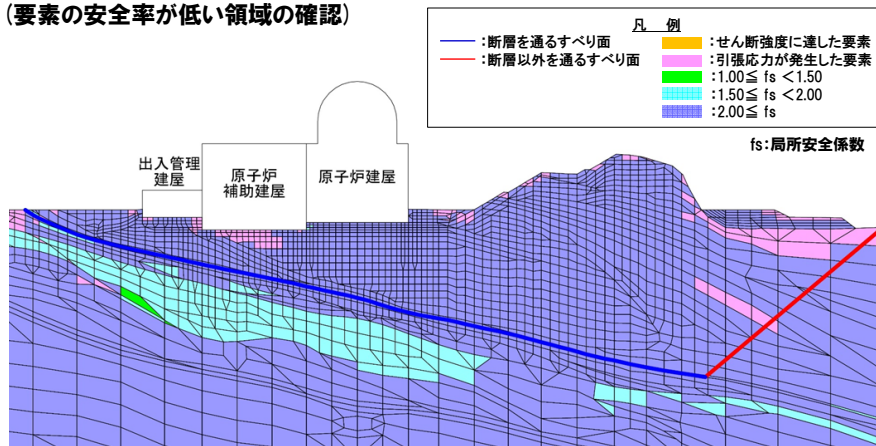 (要素の安全率が低い領域の確認)
凡 例
:断層を通るすべり面
:断層以外を通るすべり面
:せん断強度に達した要素
:引張応力が発生した要素
:1.00≦ fs <1.50
:1.50≦ fs <2.00
:2.00≦ fs
fs:局所安全係数
出入管理
建屋
原子炉
補助建屋
原子炉建屋